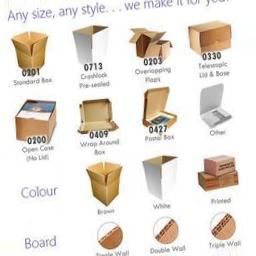 Any size, any style. . . we make it for you
0201
Standard Box
0713
Crashlock
Pre-sealed
0203
Overlapping
Flaps
0330
Telescopic
Lid & Base
0200
Open Case
(No Lid)
0409
Wrap Around
Box
0427
Postal Box
Other
Colour
Brown
White
Printed
Board
Single Wall
Double Wall
Triple Wall